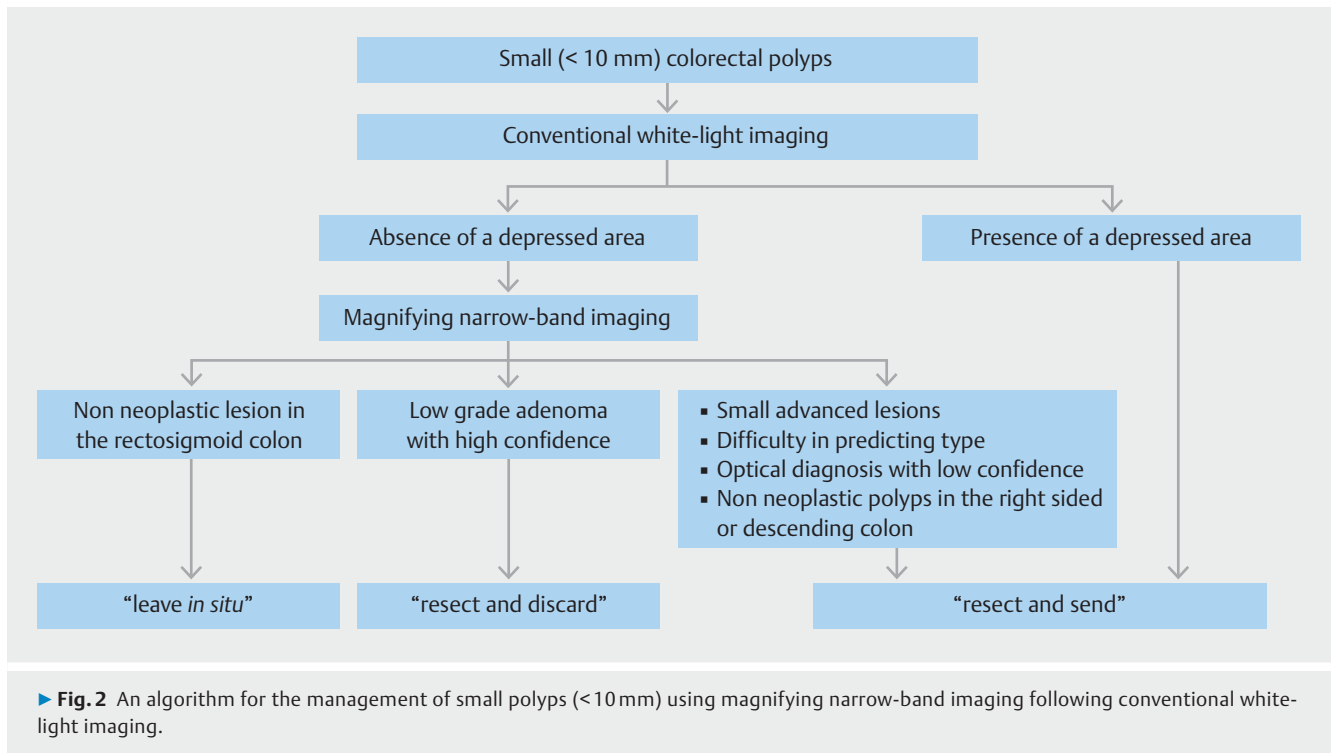 Small (< 10 mm) colorectal polyps
Conventional white-light imaging
Absence of a depressed area
Presence of a depressed area
Magnifying narrow-band imaging
Non neoplastic lesion in
the rectosigmoid colon
Low grade adenoma
with high confidence
▪ Small advanced lesions
▪ Difficulty in predicting type
▪ Optical diagnosis with low confidence
▪ Non neoplastic polyps in the right sided
or descending colon
“leave in situ”
“resect and discard”
“resect and send”
▶ Fig. 2 An algorithm for the management of small polyps (< 10 mm) using magnifying narrow-band imaging following conventional white-
light imaging.